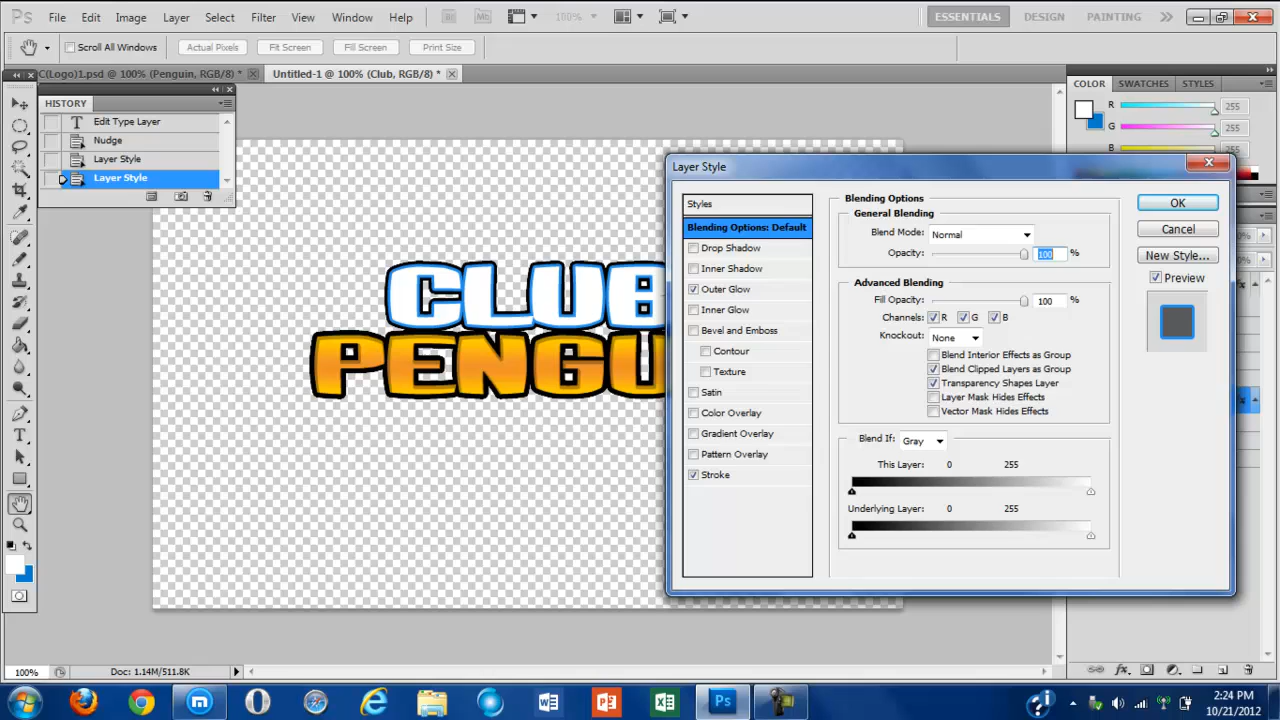 Ps File Edit Image Layer Select Filter View Window Help Br Mb 100% ESSENTIALS DESIGN PAINTING
Scroll All Windows Actual Pixels Fit Screen Fill Screen Print Size
C(Logo)1.psd @ 100% (Penguin, RGB/8) * Untitled-1 @ 100% (Club, RGB/8) *
HISTORY
Edit Type Layer
Nudge
Layer Style
Layer Style
COLOR SWATCHES STYLES
R 255
G 255
B 255
CLUB
PENGU
Layer Style
Styles
Blending Options: Default
Drop Shadow
Inner Shadow
Outer Glow
Inner Glow
Bevel and Emboss
Contour
Texture
Satin
Color Overlay
Gradient Overlay
Pattern Overlay
Stroke
Blending Options
General Blending
Blend Mode: Normal
Opacity: 100 %
Advanced Blending
Fill Opacity: 100 %
Channels: R G B
Knockout: None
Blend Interior Effects as Group
Blend Clipped Layers as Group
Transparency Shapes Layer
Layer Mask Hides Effects
Vector Mask Hides Effects
Blend If: Gray
This Layer: 0 255
Underlying Layer: 0 255
OK
Cancel
New Style...
Preview
100% Doc: 1.14M/511.8K
2:24 PM
10/21/2012